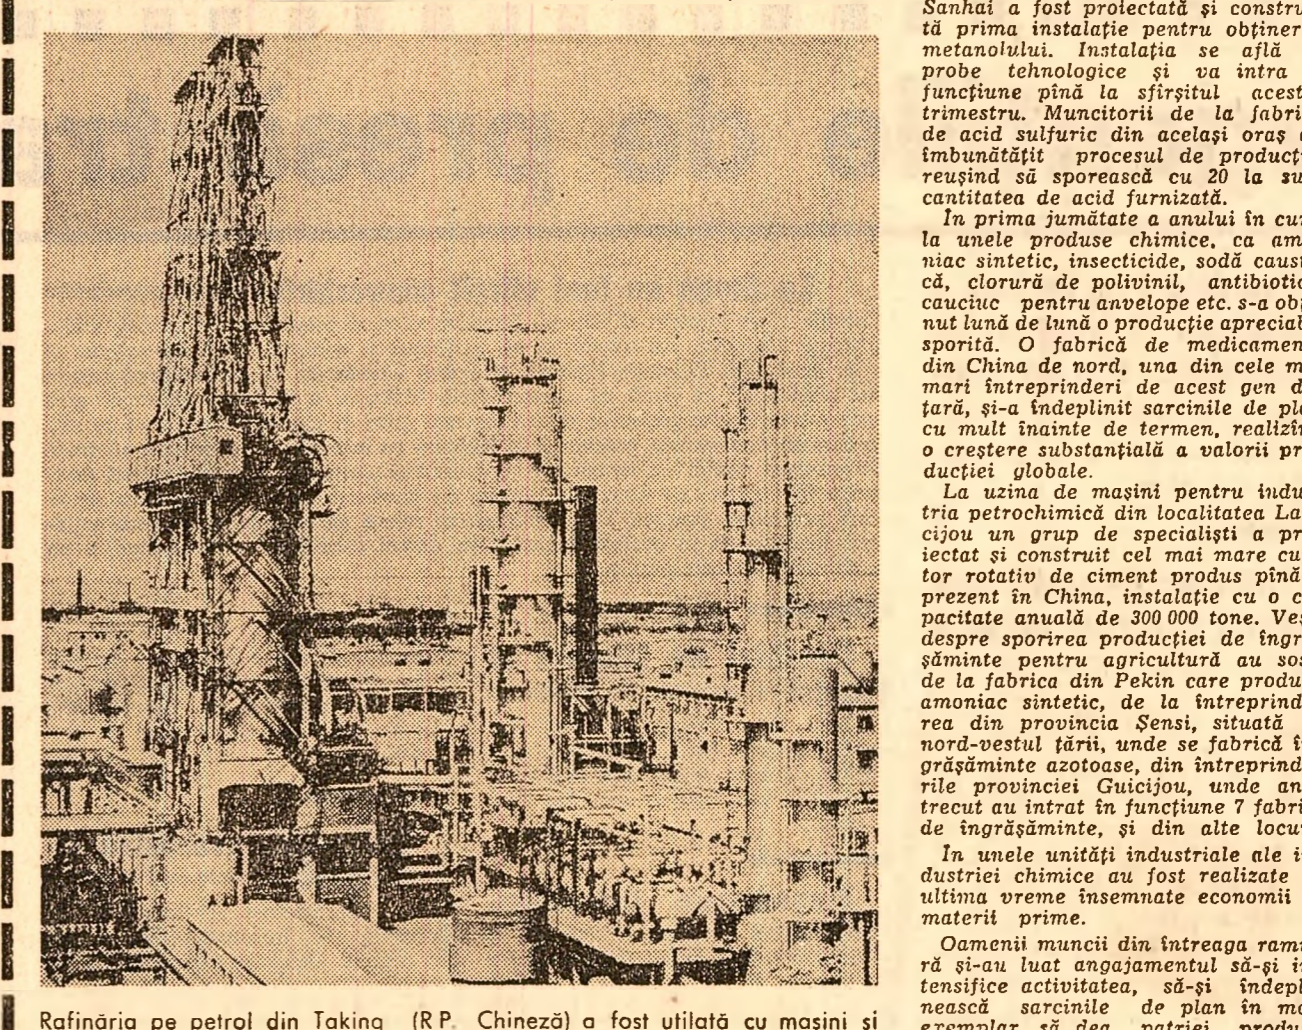 Sanhai a fost proiectată şi constru
tă prima instalaţie pentru obţiner
metanolului. Instalaţia se află
probe tehnologice şi va intra
funcţiune pînă la sfîrşitul acest
trimestru. Muncitorii de la fabri
de acid sulfuric din acelaşi oraş
îmbunătăţit procesul de producţ
reuşind să sporească cu 20 la su
cantitatea de acid furnizată.
In prima jumătate a anului în cu
la unele produse chimice, ca am
niac sintetic, insecticide, sodă caust
că, clorură de polivinil, antibiotic
cauciuc pentru anvelope etc. s-a ob
nut lună de lună o producţie apreciab
sporită. O fabrică de medicamen
din China de nord, una din cele m
mari întreprinderi de acest gen d
ţară, şi-a îndeplinit sarcinile de pl
cu mult înainte de termen, realizî
o creştere substanţială a valorii pr
ducţiei globale.
La uzina de maşini pentru indu
tria petrochimică din localitatea La
cijou un grup de specialişti a pr
iectat şi construit cel mai mare cu
tor rotativ de ciment produs pînă
prezent în China, instalaţie cu o c
pacitate anuală de 300 000 tone. Veş
despre sporirea producţiei de îngr
şăminte pentru agricultură au sos
de la fabrica din Pekin care produ
amoniac sintetic, de la întreprind
rea din provincia Şensi, situată
nord-vestul ţării, unde se fabrică î
grăşăminte azotoase, din întreprind
rile provinciei Guicijou, unde an
trecut au intrat în funcţiune 7 fabri
de îngrăşăminte, şi din alte locu
In unele unităţi industriale ale i
dustriei chimice au fost realizate
ultima vreme însemnate economii
materii prime.
Oamenii muncii din întreaga ram
ră şi-au luat angajamentul să-şi i
tensifice activitatea, să-şi îndepl
nească sarcinile de plan în mo
exemplar, să dea patriei produ
Rafinăria pe petrol din Taking (R P. Chineză) a fost utilată cu maşini şi